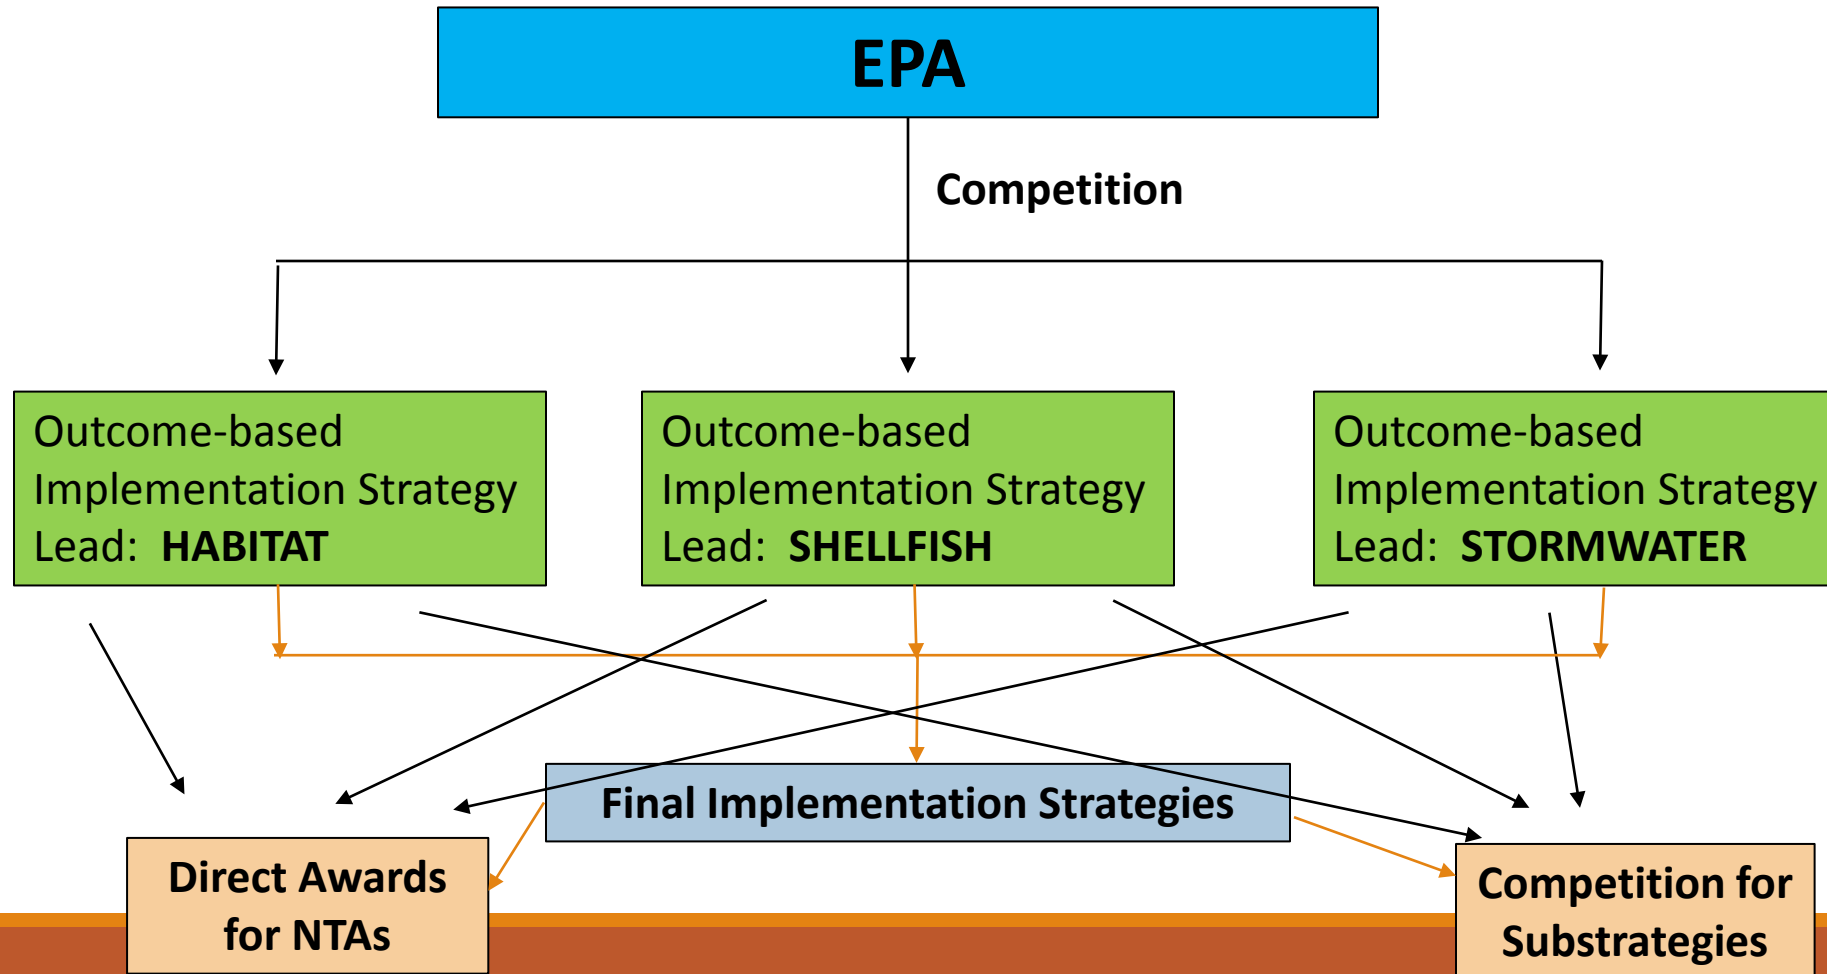 EPA
Competition
Outcome-based
Implementation Strategy
Lead: HABITAT
Outcome-based
Implementation Strategy
Lead: SHELLFISH
Outcome-based
Implementation Strategy
Lead: STORMWATER
Final Implementation Strategies
Direct Awards
for NTAs
Competition for
Substrategies